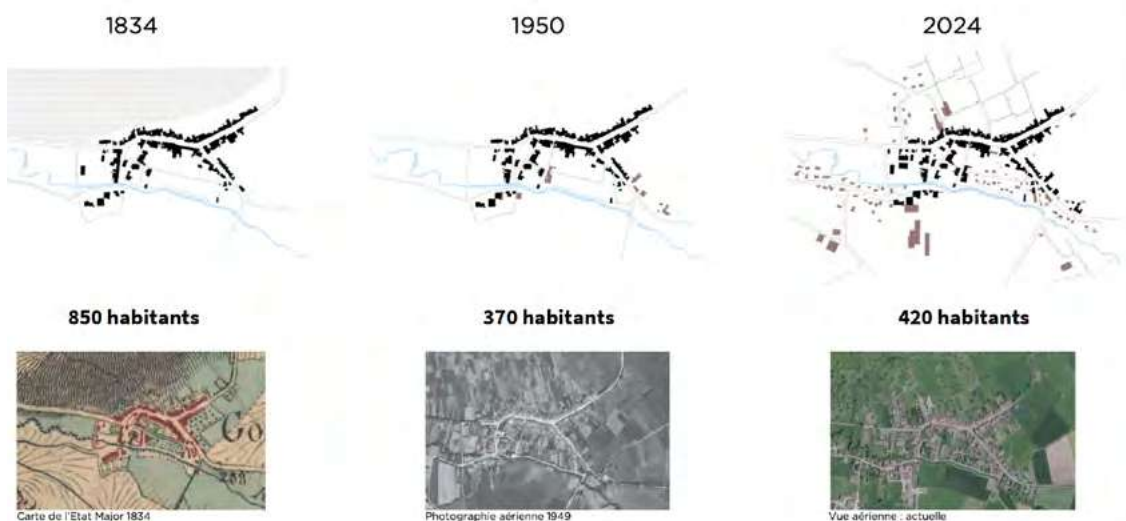 1834
1950
2024
850 habitants
370 habitants
420 habitants
Go
Carte de l'Etat Major 1834
Photographie aérienne 1949
Vue aérienne : actuelle